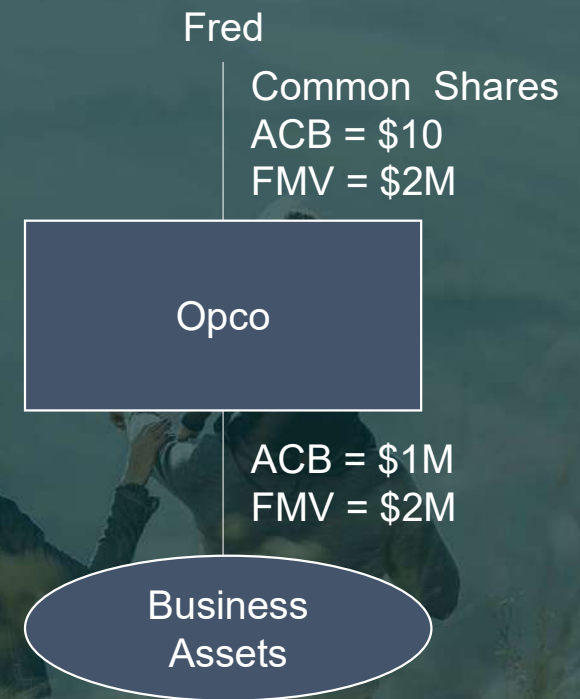 Fred
Common Shares
ACB = $10
FMV = $2M
Opco
ACB = $1M
FMV = $2M
Business
Assets